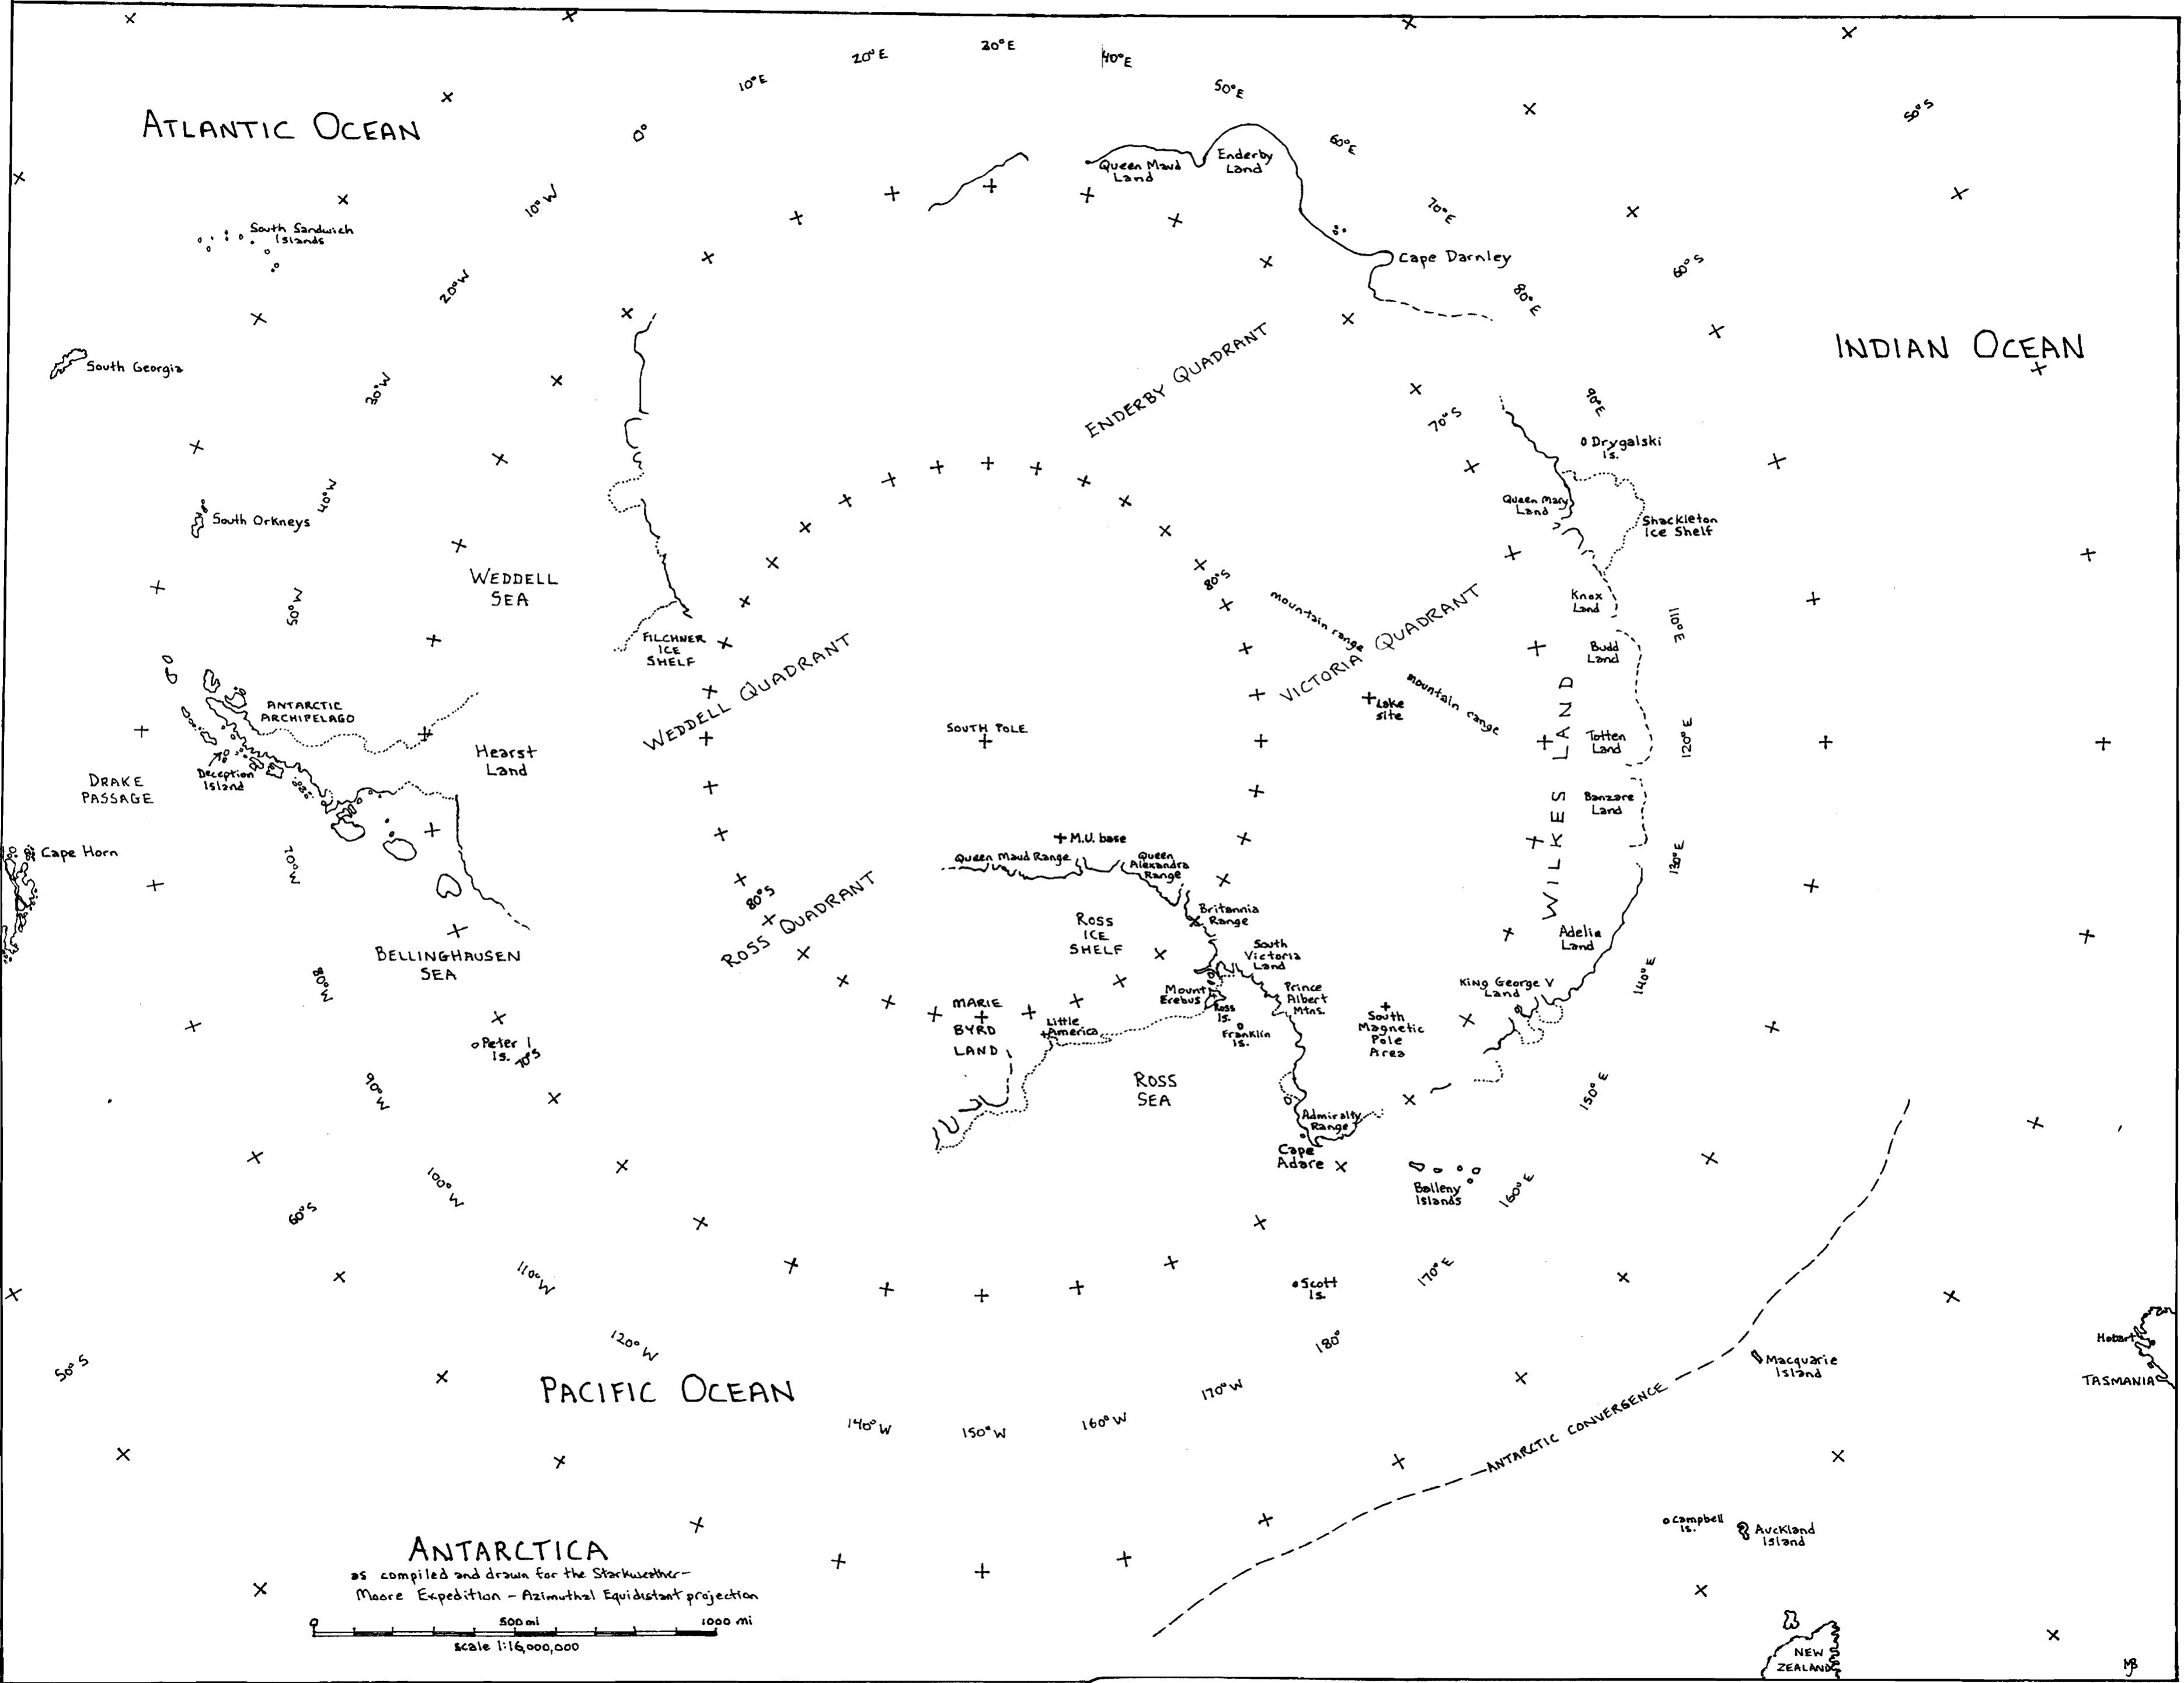 20°E
30°E
40°E
10°E
50°E
50°S
ATLANTIC OCEAN
0°
60°E
Queen Maud
Land
Enderby
Land
10°W
70°E
South Sandwich
Islands
Cape Darnley
60°S
20°W
80°E
INDIAN OCEAN
South Georgia
ENDERBY QUADRANT
30°W
90°E
70°S
Drygalski
Is.
40°W
Queen Mary
Land
South Orkneys
Shackleton
Ice Shelf
WEDDELL
SEA
80°S
mountain range
Knox
Land
50°W
110°E
FILCHNER
ICE
SHELF
VICTORIA QUADRANT
Budd
Land
WEDDELL QUADRANT
mountain range
Lake
site
ANTARCTIC
ARCHIPELAGO
SOUTH POLE
WILKES LAND
Totten
Land
120°E
Hearst
Land
Deception
Island
DRAKE
PASSAGE
Banzare
Land
M.U. base
Cape Horn
70°W
Queen Maud Range
Queen
Alexandra
Range
130°E
80°S
ROSS QUADRANT
Britannia
Range
ROSS
ICE
SHELF
Adelia
Land
South
Victoria
Land
BELLINGHAUSEN
SEA
80°W
140°E
King George V
Land
Mount
Erebus
Prince
Albert
Mtns.
MARIE
BYRD
LAND
Ross
Is.
South
Magnetic
Pole
Area
Little
America
Franklin
Is.
Peter I
Is.
70°S
90°W
ROSS
SEA
150°E
Admiralty
Range
Cape
Adare
Balleny
Islands
160°E
100°W
60°S
110°W
Scott
Is.
170°E
120°W
180°
Hobart
50°S
Macquarie
Island
TASMANIA
PACIFIC OCEAN
170°W
140°W
150°W
160°W
ANTARCTIC CONVERGENCE
Campbell
Is.
Auckland
Island
ANTARCTICA
as compiled and drawn for the Starkweather-
Moore Expedition - Azimuthal Equidistant projection
0 500 mi 1000 mi
scale 1:16,000,000
NEW
ZEALAND
MJB